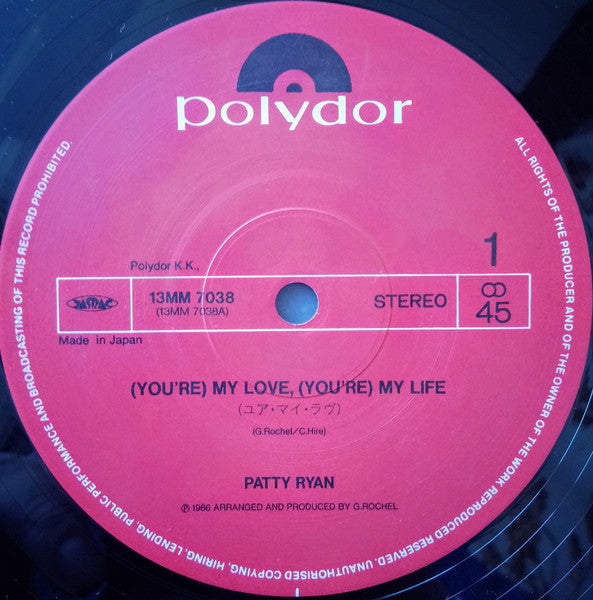 polydor
1
Polydor K.K.,
JASRAC
13MM 7038
(13MM 7038A)
STEREO
∞
45
Made in Japan
(YOU'RE) MY LOVE, (YOU'RE) MY LIFE
(ユア・マイ・ラヴ)
(G.Rochel/C.Hire)
PATTY RYAN
℗ 1986 ARRANGED AND PRODUCED BY G.ROCHEL
ALL RIGHTS OF THE PRODUCER AND OF THE OWNER OF THE WORK REPRODUCED RESERVED. UNAUTHORISED COPYING, HIRING, LENDING, PUBLIC PERFORMANCE AND BROADCASTING OF THIS RECORD PROHIBITED.